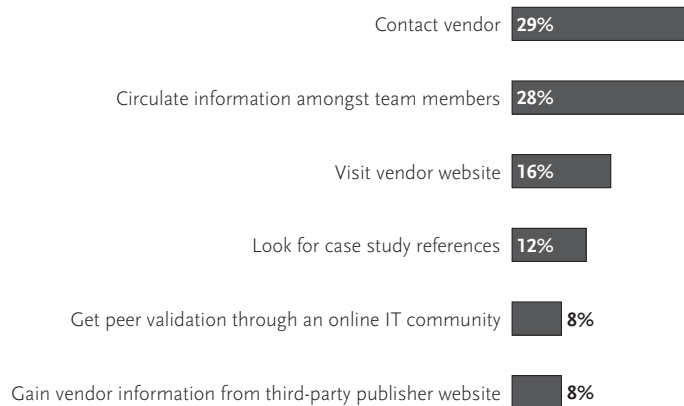 Contact vendor 29%
Circulate information amongst team members 28%
Visit vendor website 16%
Look for case study references 12%
Get peer validation through an online IT community 8%
Gain vendor information from third-party publisher website 8%